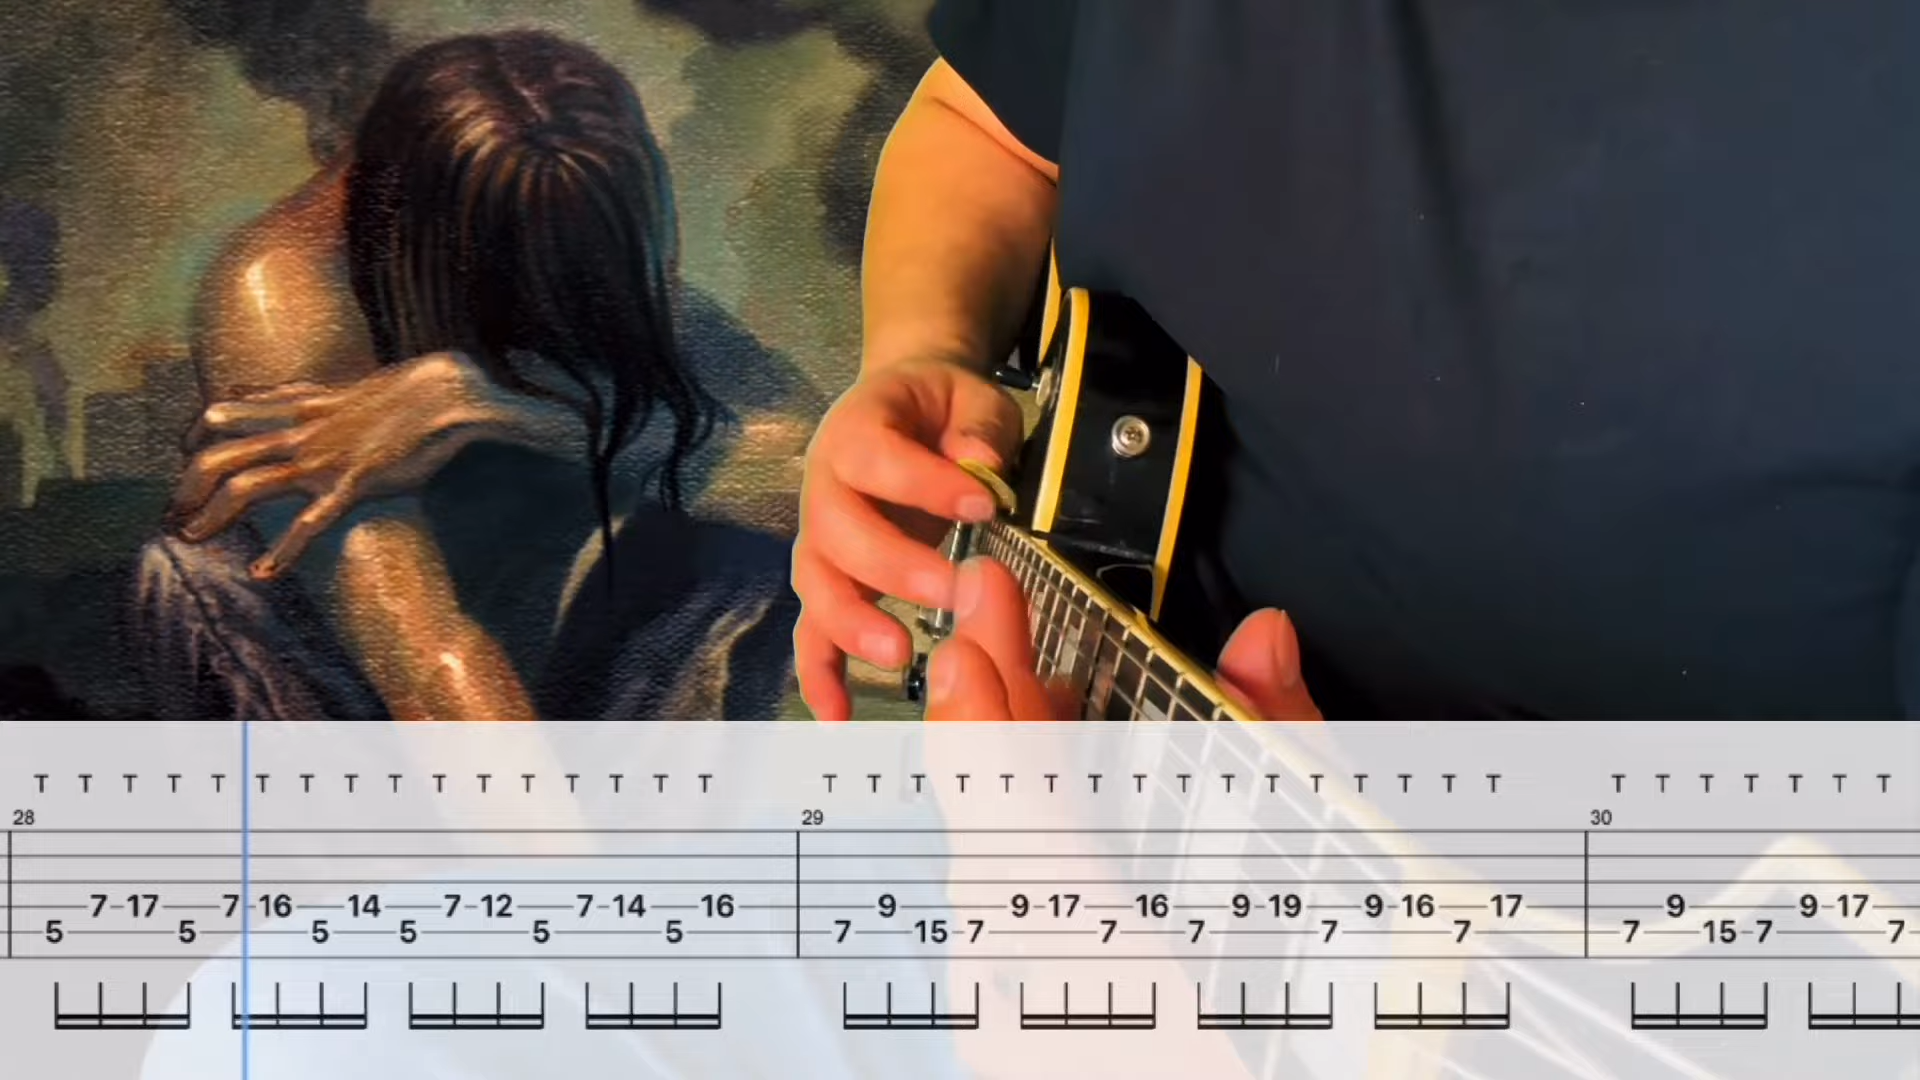 T T T T T T T T T T T T T T T T T T T T T T T T T T T T T T T T T T T T T T T
28 29 30
7 17 7 16 14 7 12 7 14 16 9 9 17 16 9 19 9 16 17 9 9 17
5 5 5 5 5 5 7 15 7 7 7 7 7 7 15 7 7